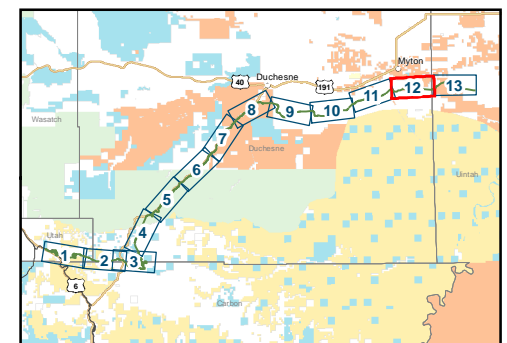 Myton
40
Duchesne
191
13
12
11
10
9
8
Wasatch
7
Duchesne
6
Uintah
5
4
Utah
1
2
3
6
Carbon